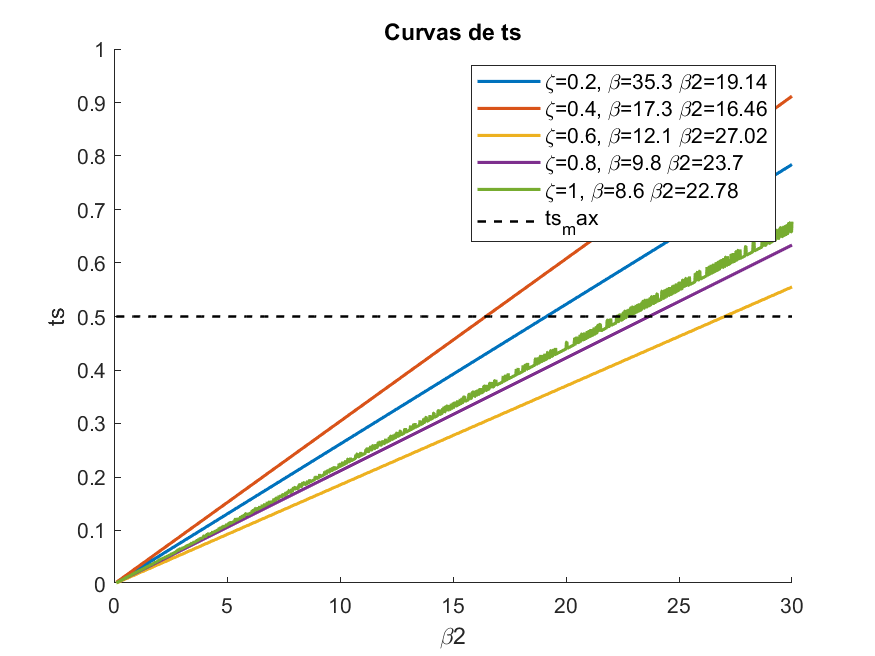 Curvas de ts
1
0.9
0.8
0.7
0.6
0.5
0.4
0.3
0.2
0.1
0
ts
ζ=0.2, β=35.3 β2=19.14
ζ=0.4, β=17.3 β2=16.46
ζ=0.6, β=12.1 β2=27.02
ζ=0.8, β=9.8 β2=23.7
ζ=1, β=8.6 β2=22.78
ts_max
0 5 10 15 20 25 30
β2